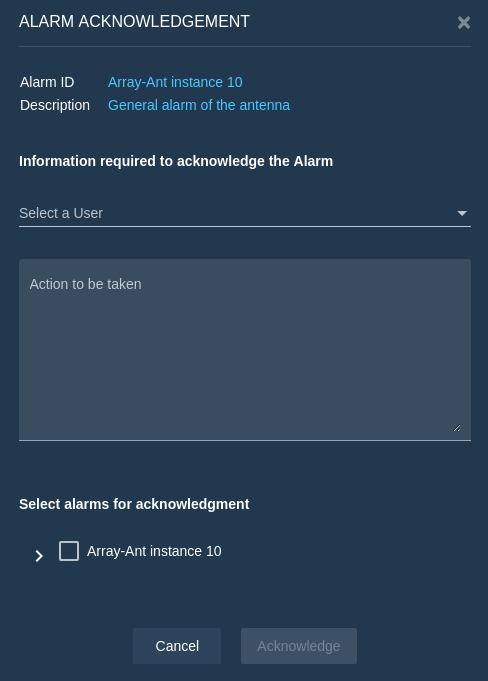 ALARM ACKNOWLEDGEMENT
Alarm ID Array-Ant instance 10
Description General alarm of the antenna
Information required to acknowledge the Alarm
Select a User
Action to be taken
Select alarms for acknowledgment
Array-Ant instance 10
Cancel Acknowledge